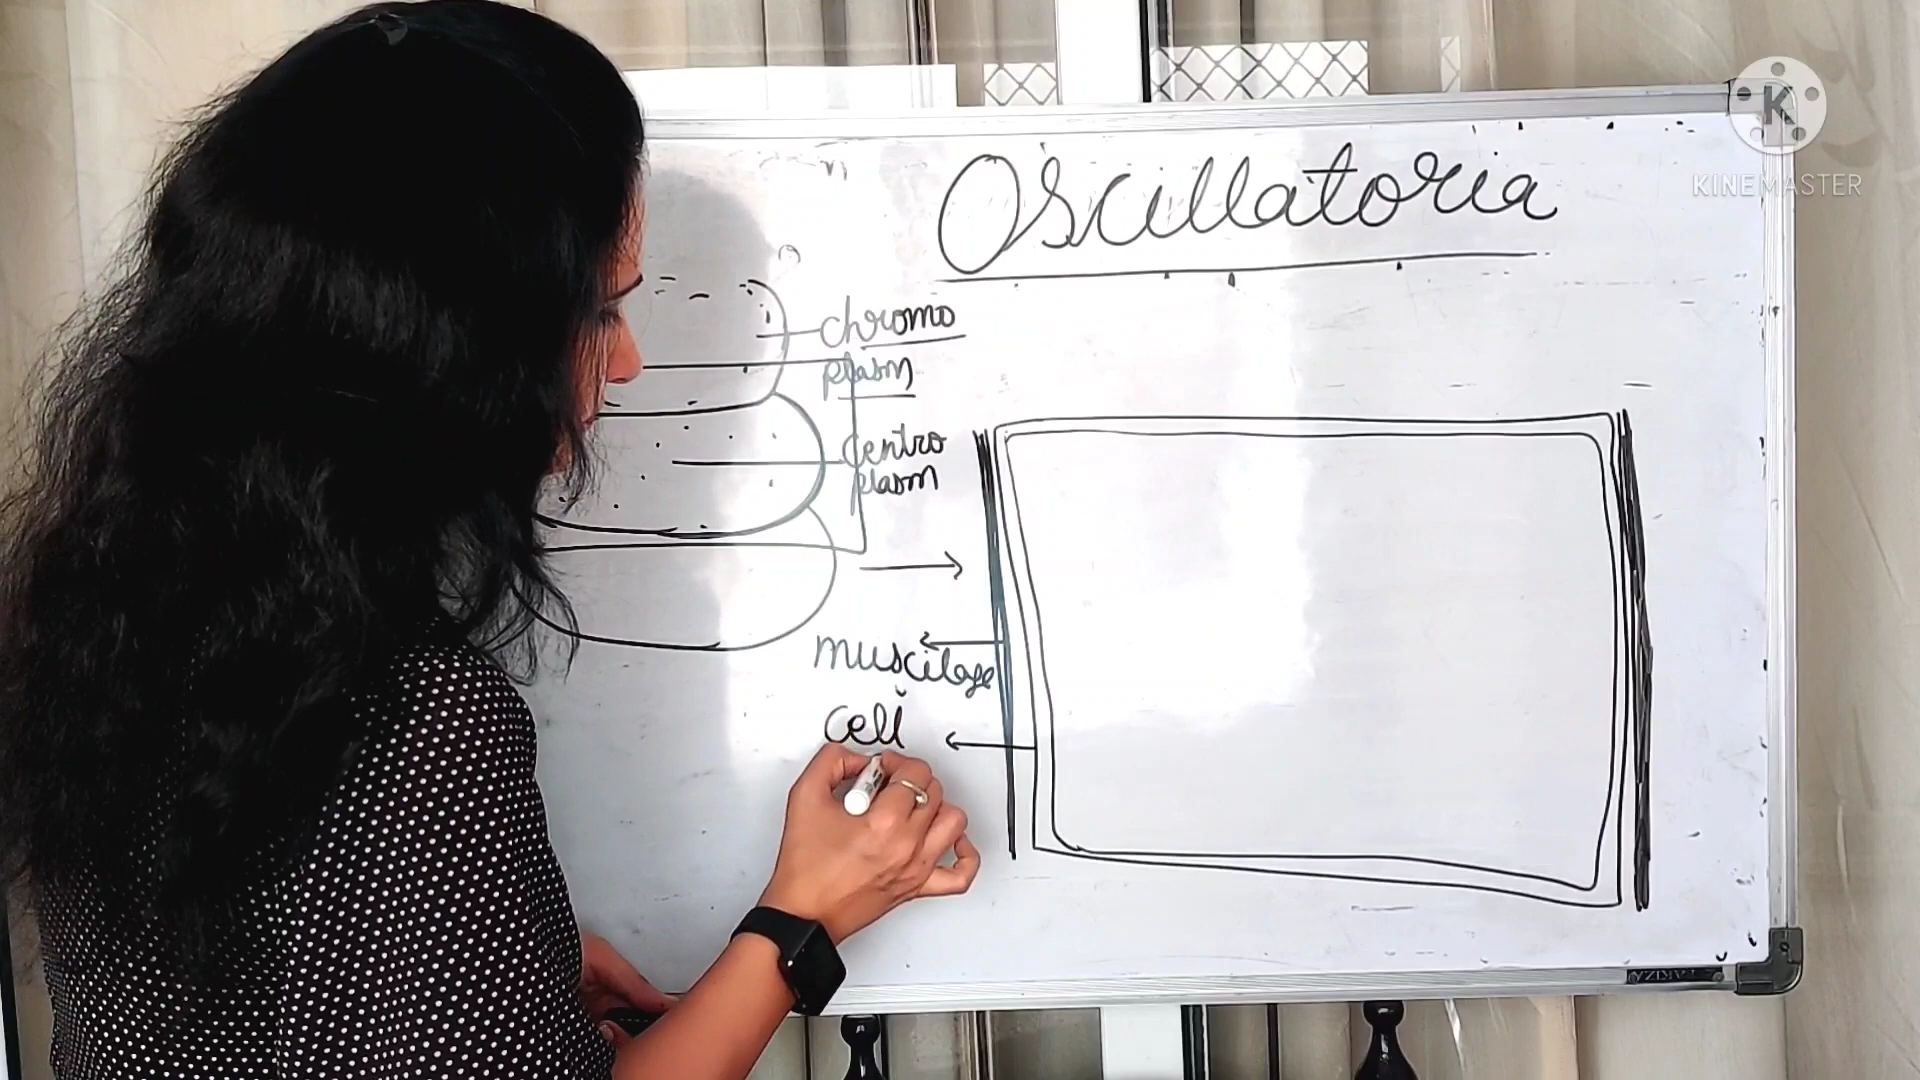 Oscillatoria
chromo
plasm
Centro
plasm
muscilage
cell
KINEMASTER